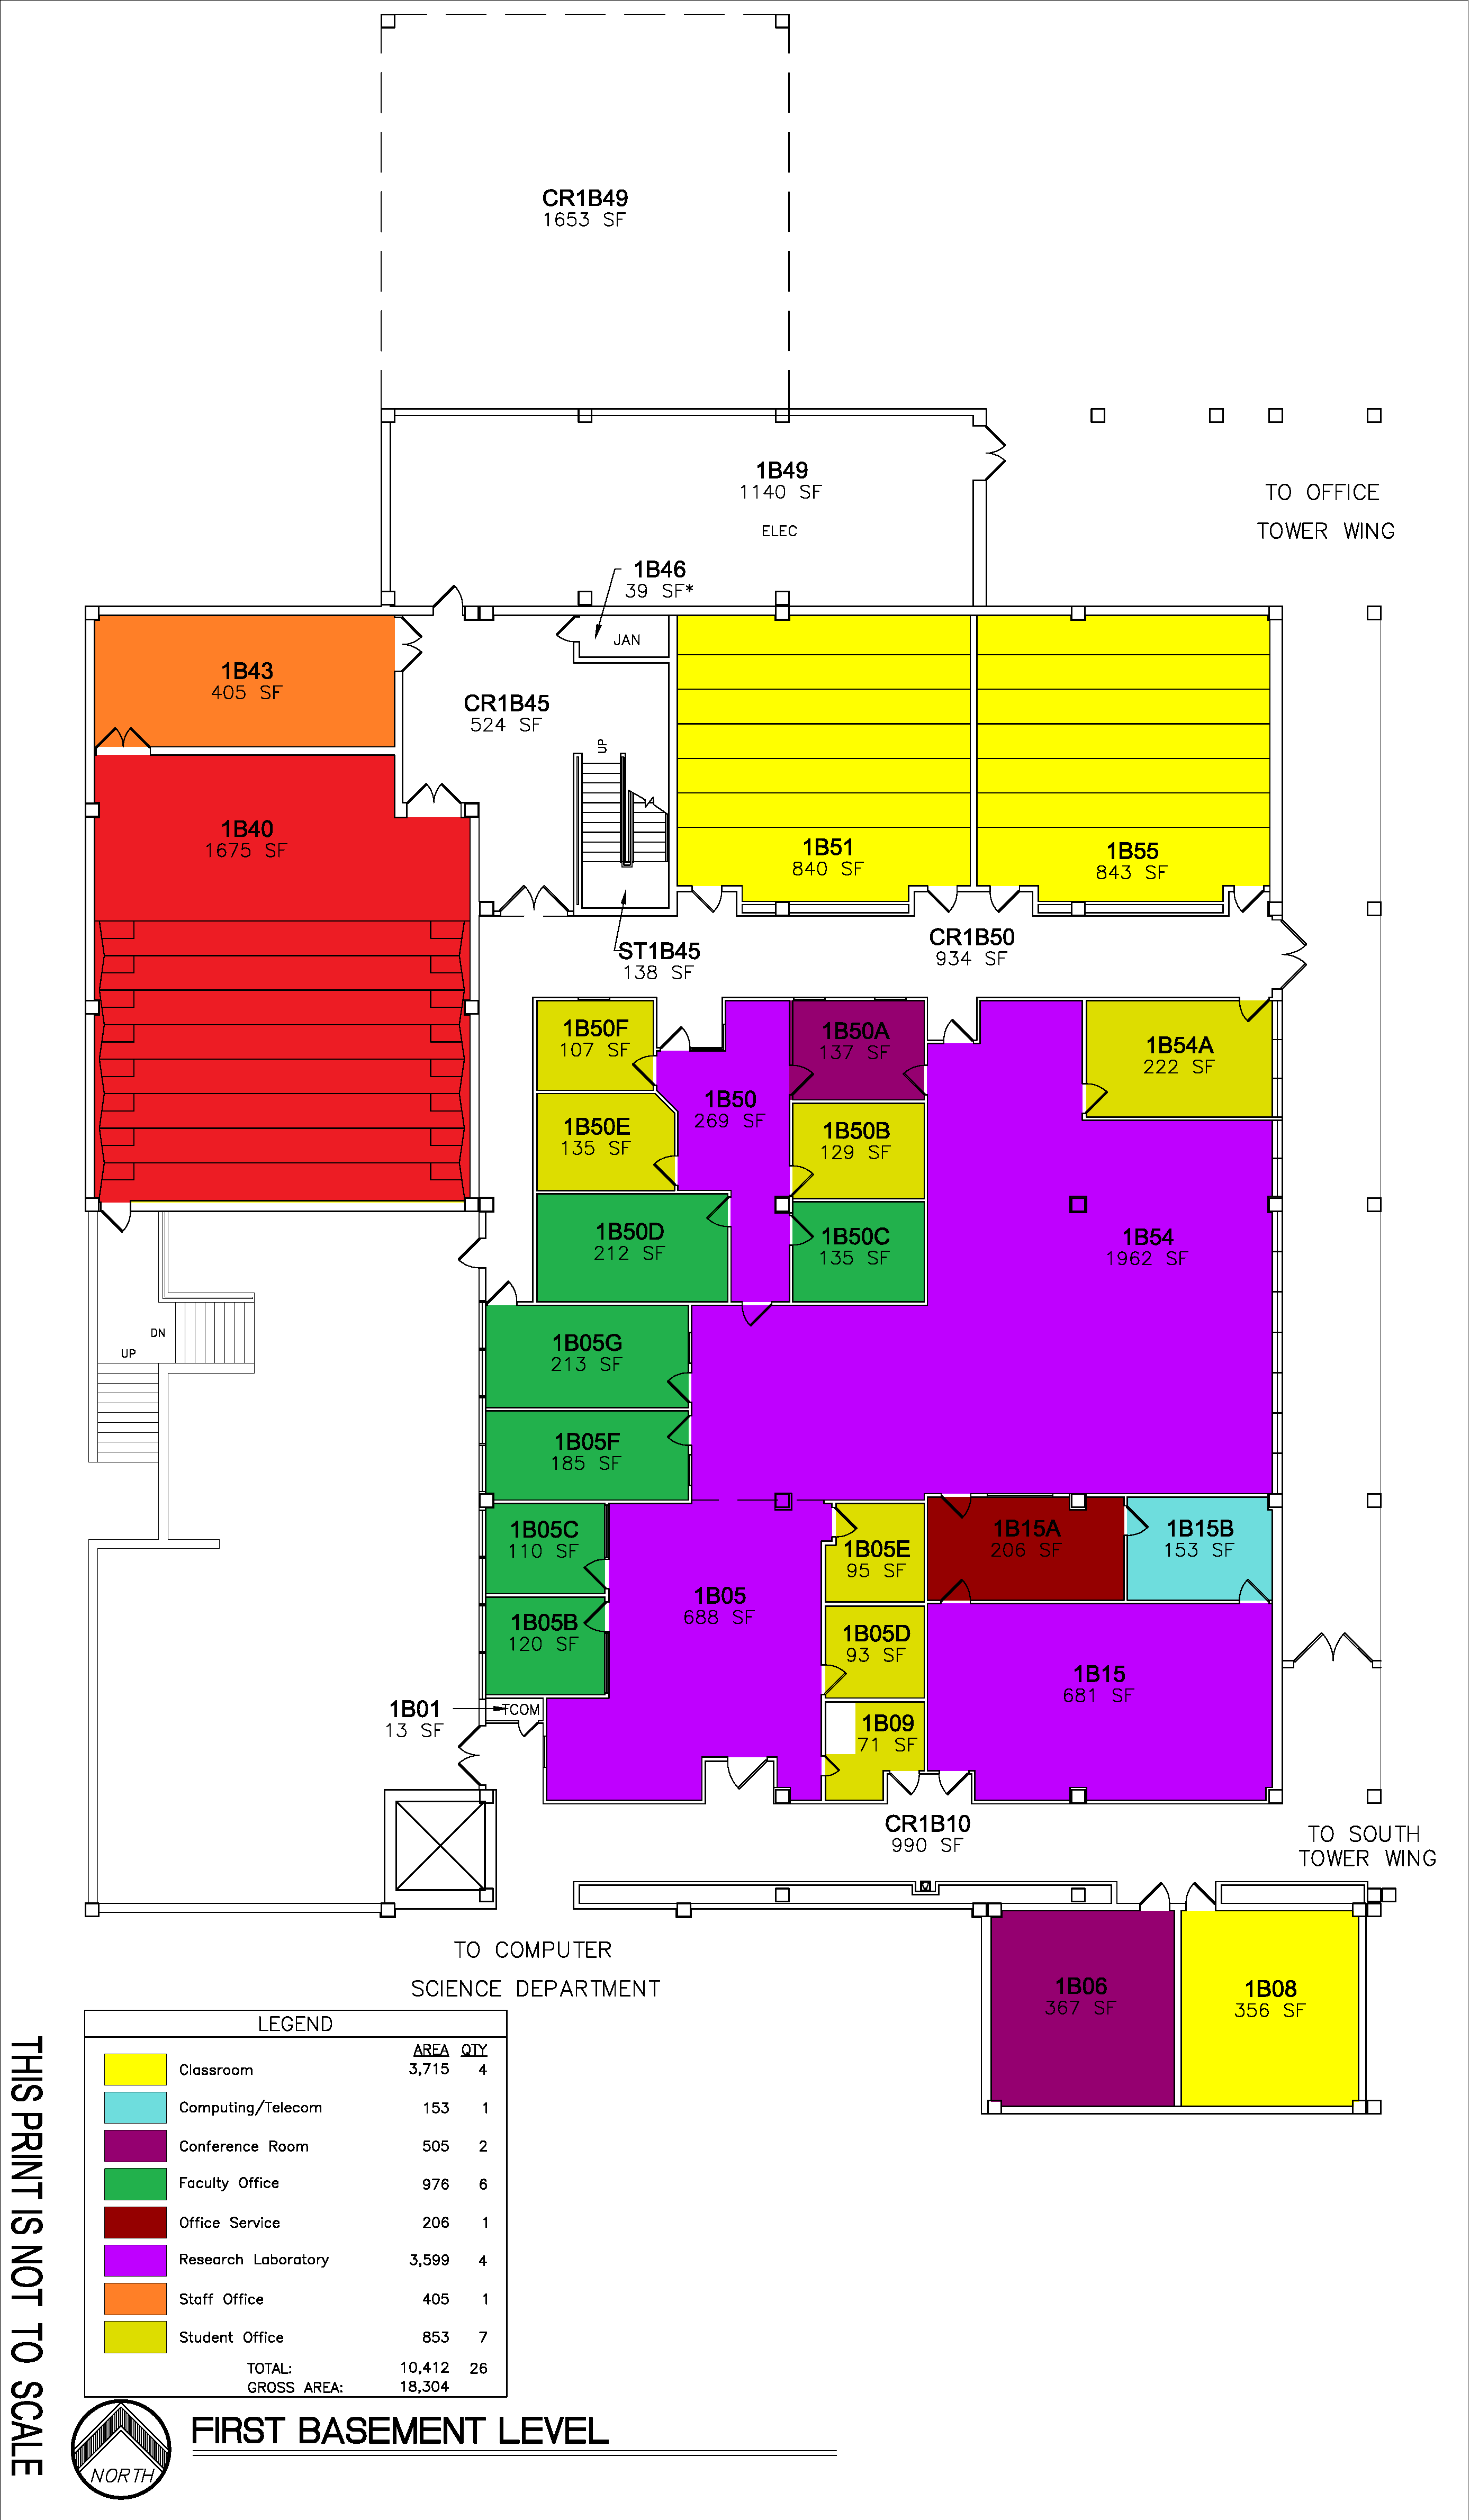 CR1B49
1653 SF
1B49
1140 SF
ELEC
TO OFFICE
TOWER WING
1B46
39 SF*
JAN
1B43
405 SF
CR1B45
524 SF
UP
1B40
1675 SF
1B51
840 SF
1B55
843 SF
ST1B45
138 SF
CR1B50
934 SF
1B50F
107 SF
1B50A
137 SF
1B54A
222 SF
1B50
269 SF
1B50E
135 SF
1B50B
129 SF
1B50D
212 SF
1B50C
135 SF
1B54
1962 SF
DN
UP
1B05G
213 SF
1B05F
185 SF
1B05C
110 SF
1B05E
95 SF
1B15A
206 SF
1B15B
153 SF
1B05
688 SF
1B05B
120 SF
1B05D
93 SF
1B15
681 SF
1B01
13 SF
TCOM
1B09
71 SF
CR1B10
990 SF
TO SOUTH
TOWER WING
TO COMPUTER
SCIENCE DEPARTMENT
1B06
367 SF
1B08
356 SF
LEGEND
AREA QTY
Classroom 3,715 4
Computing/Telecom 153 1
Conference Room 505 2
Faculty Office 976 6
Office Service 206 1
Research Laboratory 3,599 4
Staff Office 405 1
Student Office 853 7
TOTAL: 10,412 26
GROSS AREA: 18,304
THIS PRINT IS NOT TO SCALE
NORTH
FIRST BASEMENT LEVEL